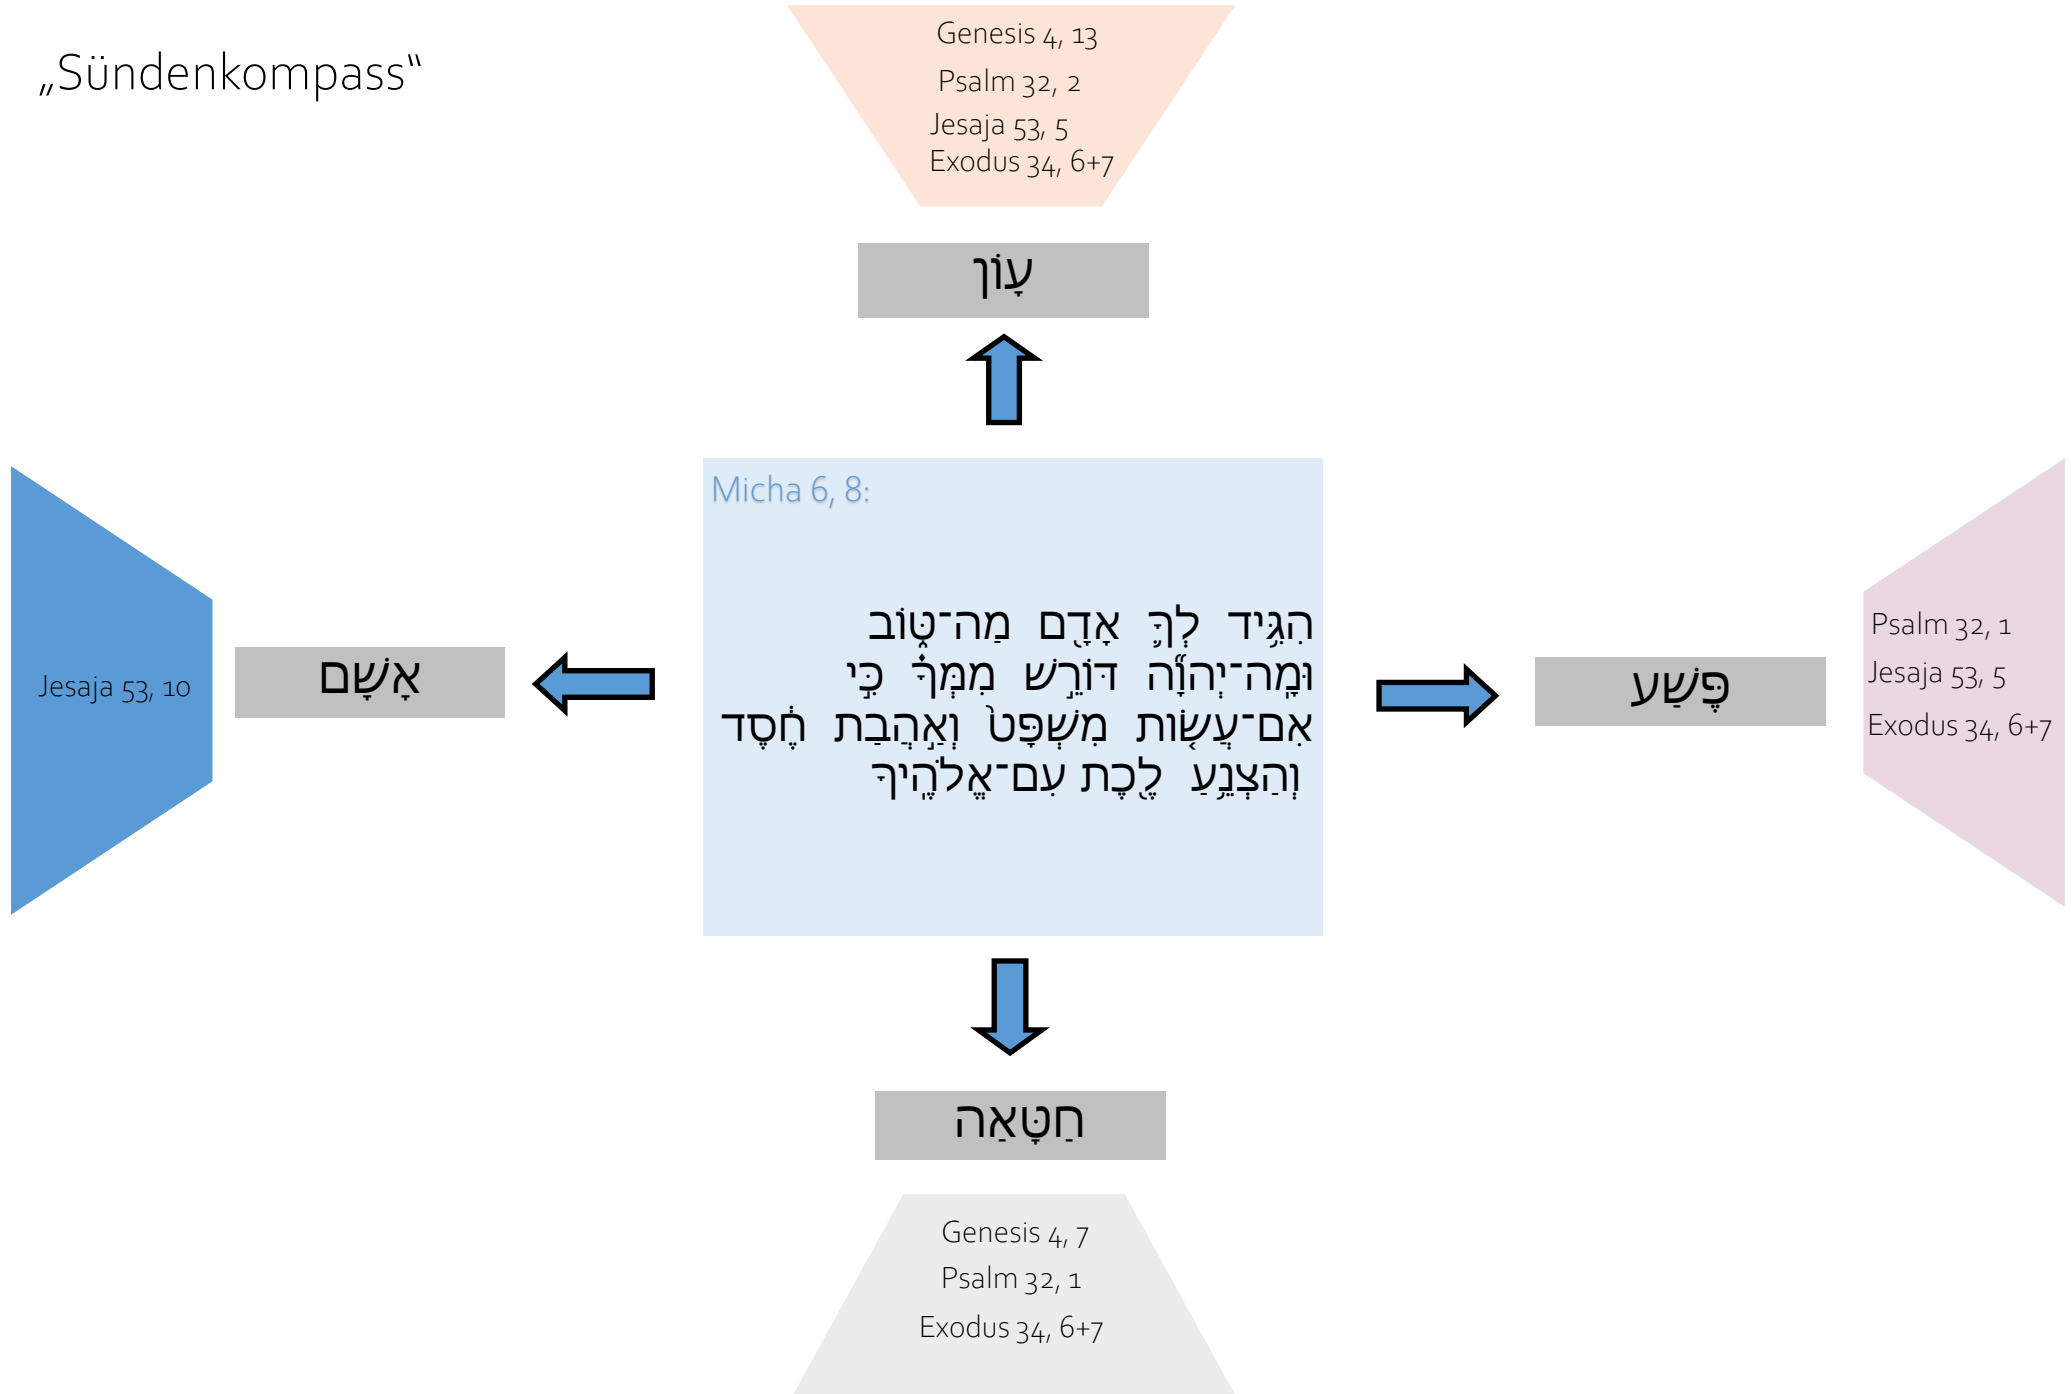 „Sündenkompass“
Genesis 4, 13
Psalm 32, 2
Jesaja 53, 5
Exodus 34, 6+7
עָוֹן
Micha 6, 8:
הִגִּ֥יד לְךָ֛ אָדָ֖ם מַה־טּ֑וֹב
וּמָֽה־יְהוָ֞ה דּוֹרֵ֣שׁ מִמְּךָ֗ כִּ֣י
אִם־עֲשׂ֤וֹת מִשְׁפָּט֙ וְאַ֣הֲבַת חֶ֔סֶד
וְהַצְנֵ֥עַ לֶ֖כֶת עִם־אֱלֹהֶֽיךָ
Jesaja 53, 10
אָשָׁם
פֶּשַׁע
Psalm 32, 1
Jesaja 53, 5
Exodus 34, 6+7
חַטָּאַה
Genesis 4, 7
Psalm 32, 1
Exodus 34, 6+7